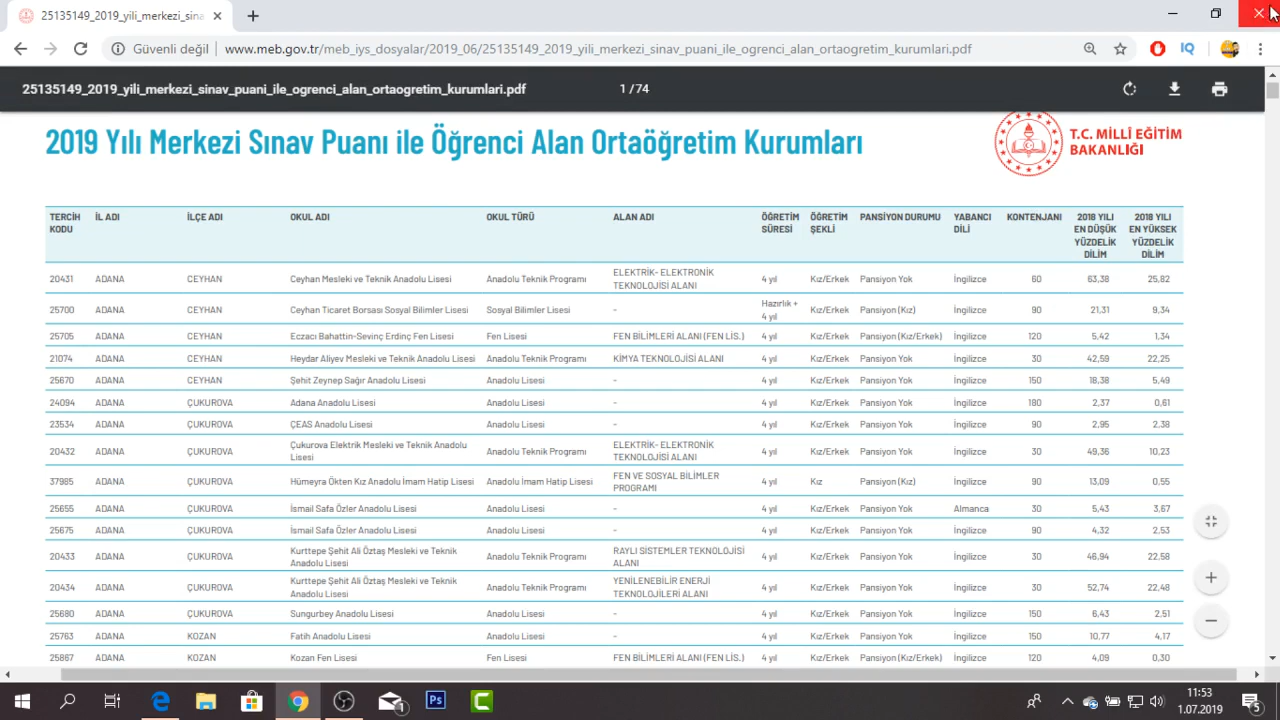 25135149_2019_yili_merkezi_sina
Güvenli değil
www.meb.gov.tr/meb_iys_dosyalar/2019_06/25135149_2019_yili_merkezi_sinav_puani_ile_ogrenci_alan_ortaogretim_kurumlari.pdf
IQ
25135149_2019_yili_merkezi_sinav_puani_ile_ogrenci_alan_ortaogretim_kurumlari.pdf 1 / 74
2019 Yılı Merkezi Sınav Puanı ile Öğrenci Alan Ortaöğretim Kurumları
T.C. MİLLÎ EĞİTİM
BAKANLIĞI
TERCİH KODU İL ADI İLÇE ADI OKUL ADI OKUL TÜRÜ ALAN ADI ÖĞRETİM SÜRESİ ÖĞRETİM ŞEKLİ PANSİYON DURUMU YABANCI DİLİ KONTENJANI 2018 YILI EN DÜŞÜK YÜZDELİK DİLİM 2018 YILI EN YÜKSEK YÜZDELİK DİLİM
20431 ADANA CEYHAN Ceyhan Mesleki ve Teknik Anadolu Lisesi Anadolu Teknik Programı ELEKTRİK- ELEKTRONİK TEKNOLOJİSİ ALANI 4 yıl Kız/Erkek Pansiyon Yok İngilizce 60 63,38 25,82
25700 ADANA CEYHAN Ceyhan Ticaret Borsası Sosyal Bilimler Lisesi Sosyal Bilimler Lisesi - Hazırlık + 4 yıl Kız/Erkek Pansiyon (Kız) İngilizce 90 21,31 9,34
25705 ADANA CEYHAN Eczacı Bahattin-Sevinç Erdinç Fen Lisesi Fen Lisesi FEN BİLİMLERİ ALANI (FEN LİS.) 4 yıl Kız/Erkek Pansiyon (Kız/Erkek) İngilizce 120 5,42 1,34
21074 ADANA CEYHAN Heydar Aliyev Mesleki ve Teknik Anadolu Lisesi Anadolu Teknik Programı KİMYA TEKNOLOJİSİ ALANI 4 yıl Kız/Erkek Pansiyon Yok İngilizce 30 42,59 22,25
25670 ADANA CEYHAN Şehit Zeynep Sağır Anadolu Lisesi Anadolu Lisesi - 4 yıl Kız/Erkek Pansiyon Yok İngilizce 150 18,38 5,49
24094 ADANA ÇUKUROVA Adana Anadolu Lisesi Anadolu Lisesi - 4 yıl Kız/Erkek Pansiyon Yok İngilizce 180 2,37 0,61
23534 ADANA ÇUKUROVA ÇEAS Anadolu Lisesi Anadolu Lisesi - 4 yıl Kız/Erkek Pansiyon Yok İngilizce 90 2,95 2,38
20432 ADANA ÇUKUROVA Çukurova Elektrik Mesleki ve Teknik Anadolu Lisesi Anadolu Teknik Programı ELEKTRİK- ELEKTRONİK TEKNOLOJİSİ ALANI 4 yıl Kız/Erkek Pansiyon Yok İngilizce 30 49,36 10,23
37985 ADANA ÇUKUROVA Hümeyra Ökten Kız Anadolu İmam Hatip Lisesi Anadolu İmam Hatip Lisesi FEN VE SOSYAL BİLİMLER PROGRAMI 4 yıl Kız Pansiyon (Kız) İngilizce 90 13,09 0,55
25655 ADANA ÇUKUROVA İsmail Safa Özler Anadolu Lisesi Anadolu Lisesi - 4 yıl Kız/Erkek Pansiyon Yok Almanca 30 5,43 3,67
25675 ADANA ÇUKUROVA İsmail Safa Özler Anadolu Lisesi Anadolu Lisesi - 4 yıl Kız/Erkek Pansiyon Yok İngilizce 90 4,32 2,53
20433 ADANA ÇUKUROVA Kurttepe Şehit Ali Öztaş Mesleki ve Teknik Anadolu Lisesi Anadolu Teknik Programı RAYLI SİSTEMLER TEKNOLOJİSİ ALANI 4 yıl Kız/Erkek Pansiyon Yok İngilizce 30 46,94 22,58
20434 ADANA ÇUKUROVA Kurttepe Şehit Ali Öztaş Mesleki ve Teknik Anadolu Lisesi Anadolu Teknik Programı YENİLENEBİLİR ENERJİ TEKNOLOJİLERİ ALANI 4 yıl Kız/Erkek Pansiyon Yok İngilizce 30 52,74 22,48
25680 ADANA ÇUKUROVA Sungurbey Anadolu Lisesi Anadolu Lisesi - 4 yıl Kız/Erkek Pansiyon Yok İngilizce 150 6,43 2,51
25763 ADANA KOZAN Fatih Anadolu Lisesi Anadolu Lisesi - 4 yıl Kız/Erkek Pansiyon Yok İngilizce 150 10,77 4,17
25867 ADANA KOZAN Kozan Fen Lisesi Fen Lisesi FEN BİLİMLERİ ALANI (FEN LİS.) 4 yıl Kız/Erkek Pansiyon (Kız/Erkek) İngilizce 120 4,09 0,30
1
Ps
11:53
1.07.2019
5